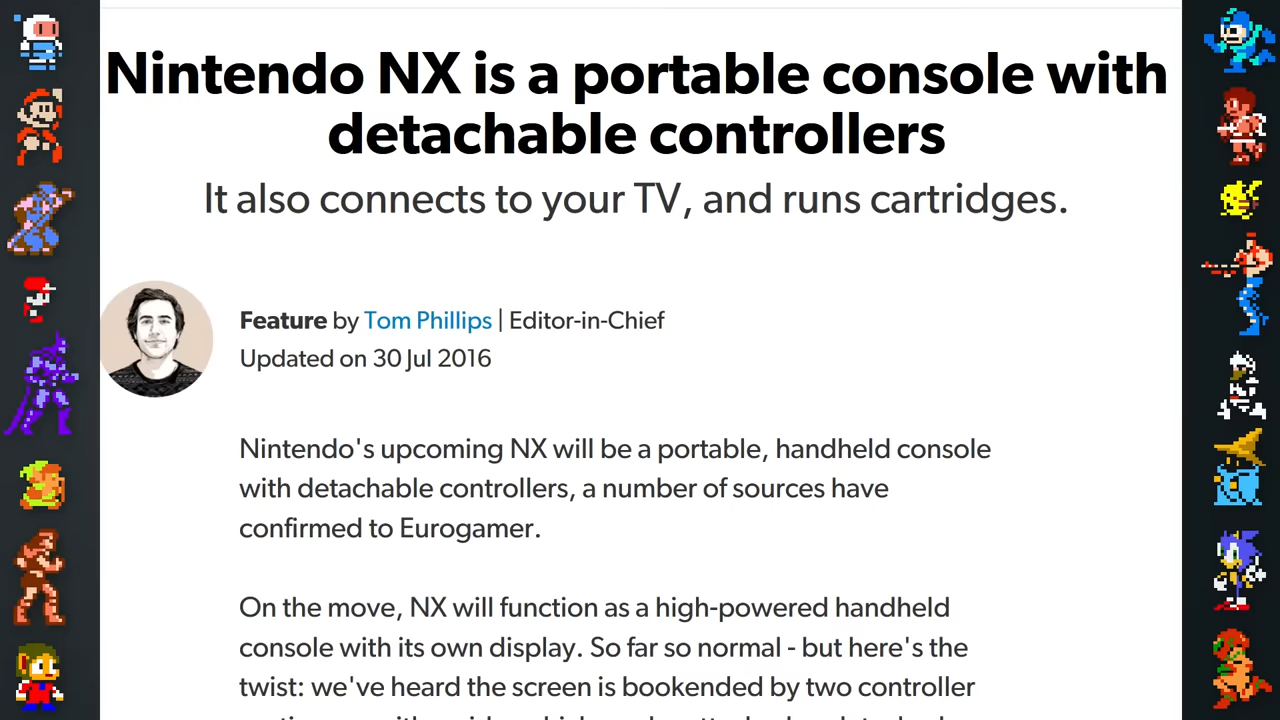 Nintendo NX is a portable console with
detachable controllers
It also connects to your TV, and runs cartridges.
Feature by Tom Phillips | Editor-in-Chief
Updated on 30 Jul 2016
Nintendo's upcoming NX will be a portable, handheld console
with detachable controllers, a number of sources have
confirmed to Eurogamer.
On the move, NX will function as a high-powered handheld
console with its own display. So far so normal - but here's the
twist: we've heard the screen is bookended by two controller